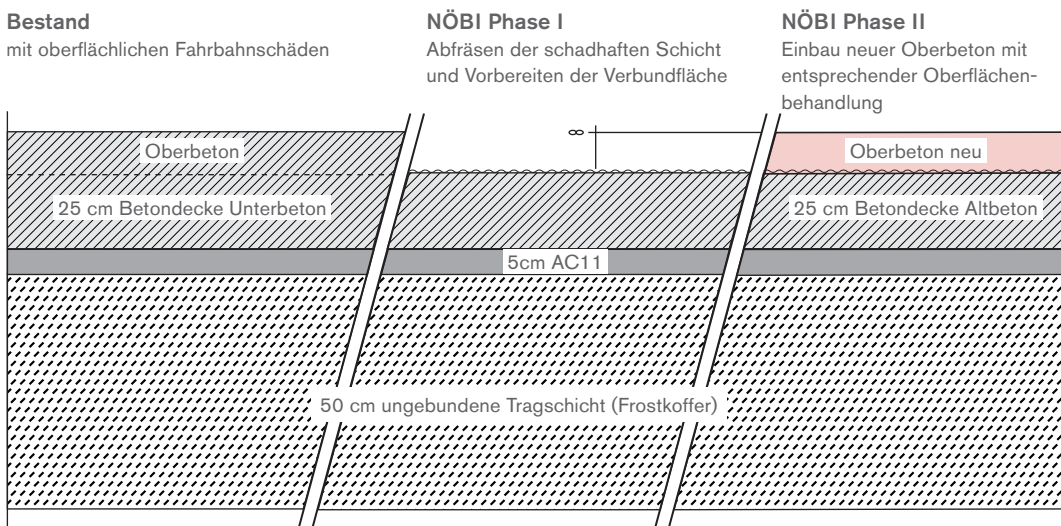 Bestand
mit oberflächlichen Fahrbahnschäden
NÖBI Phase I
Abfräsen der schadhaften Schicht
und Vorbereiten der Verbundfläche
NÖBI Phase II
Einbau neuer Oberbeton mit
entsprechender Oberflächen-
behandlung
Oberbeton
8
Oberbeton neu
25 cm Betondecke Unterbeton
25 cm Betondecke Altbeton
5cm AC11
50 cm ungebundene Tragschicht (Frostkoffer)